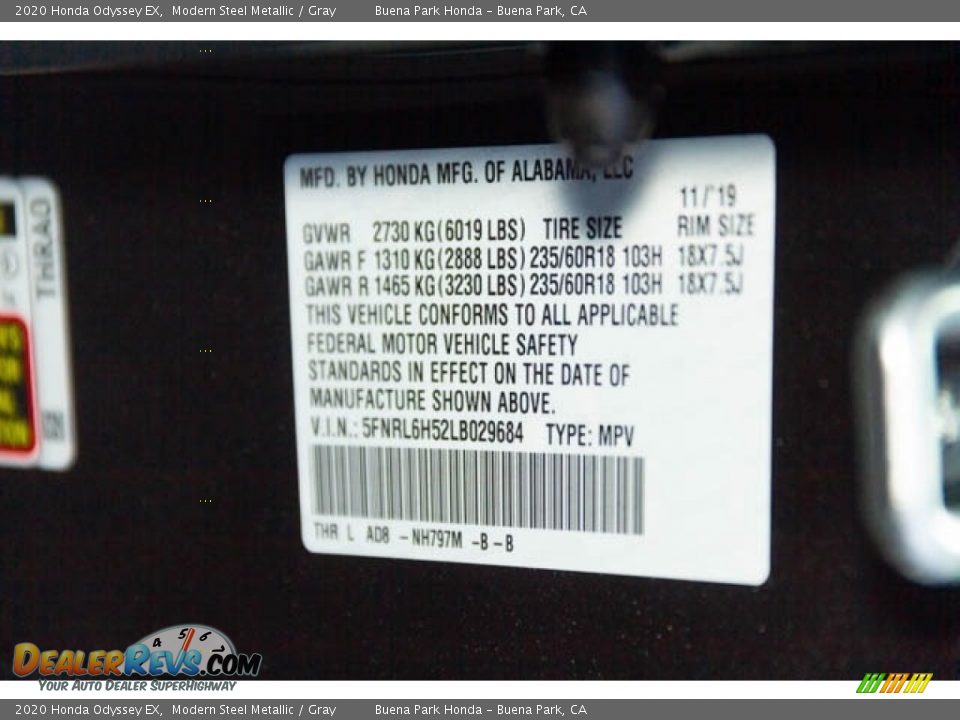 2020 Honda Odyssey EX, Modern Steel Metallic / Gray Buena Park Honda - Buena Park, CA
MFD. BY HONDA MFG. OF ALABAMA, LLC
11/'19
GVWR 2730 KG(6019 LBS) TIRE SIZE RIM SIZE
GAWR F 1310 KG(2888 LBS) 235/60R18 103H 18X7.5J
GAWR R 1465 KG(3230 LBS) 235/60R18 103H 18X7.5J
THIS VEHICLE CONFORMS TO ALL APPLICABLE
FEDERAL MOTOR VEHICLE SAFETY
STANDARDS IN EFFECT ON THE DATE OF
MANUFACTURE SHOWN ABOVE.
V.I.N.: 5FNRL6H52LB029684 TYPE: MPV
THR L AD8 -NH797M -B-B
THRAD
4 5 6
DEALERREVS.COM
YOUR AUTO DEALER SUPERHIGHWAY
2020 Honda Odyssey EX, Modern Steel Metallic / Gray Buena Park Honda - Buena Park, CA